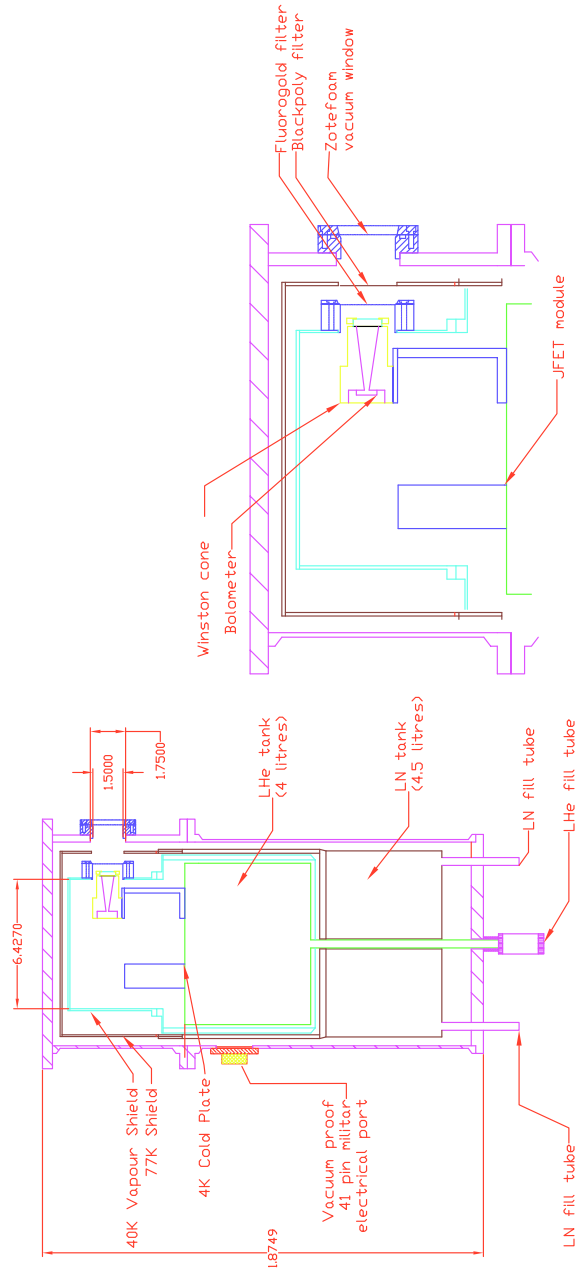 Fluorogold filter
Blackpoly filter
Zotefoam
vacuum window
Winston cone
Bolometer
JFET module
1.5000
1.7500
6.4270
LHe tank
(4 litres)
LN tank
(4.5 litres)
LN fill tube
LHe fill tube
40K Vapour Shield
77K Shield
4K Cold Plate
Vacuum proof
41 pin militar
electrical port
LN fill tube